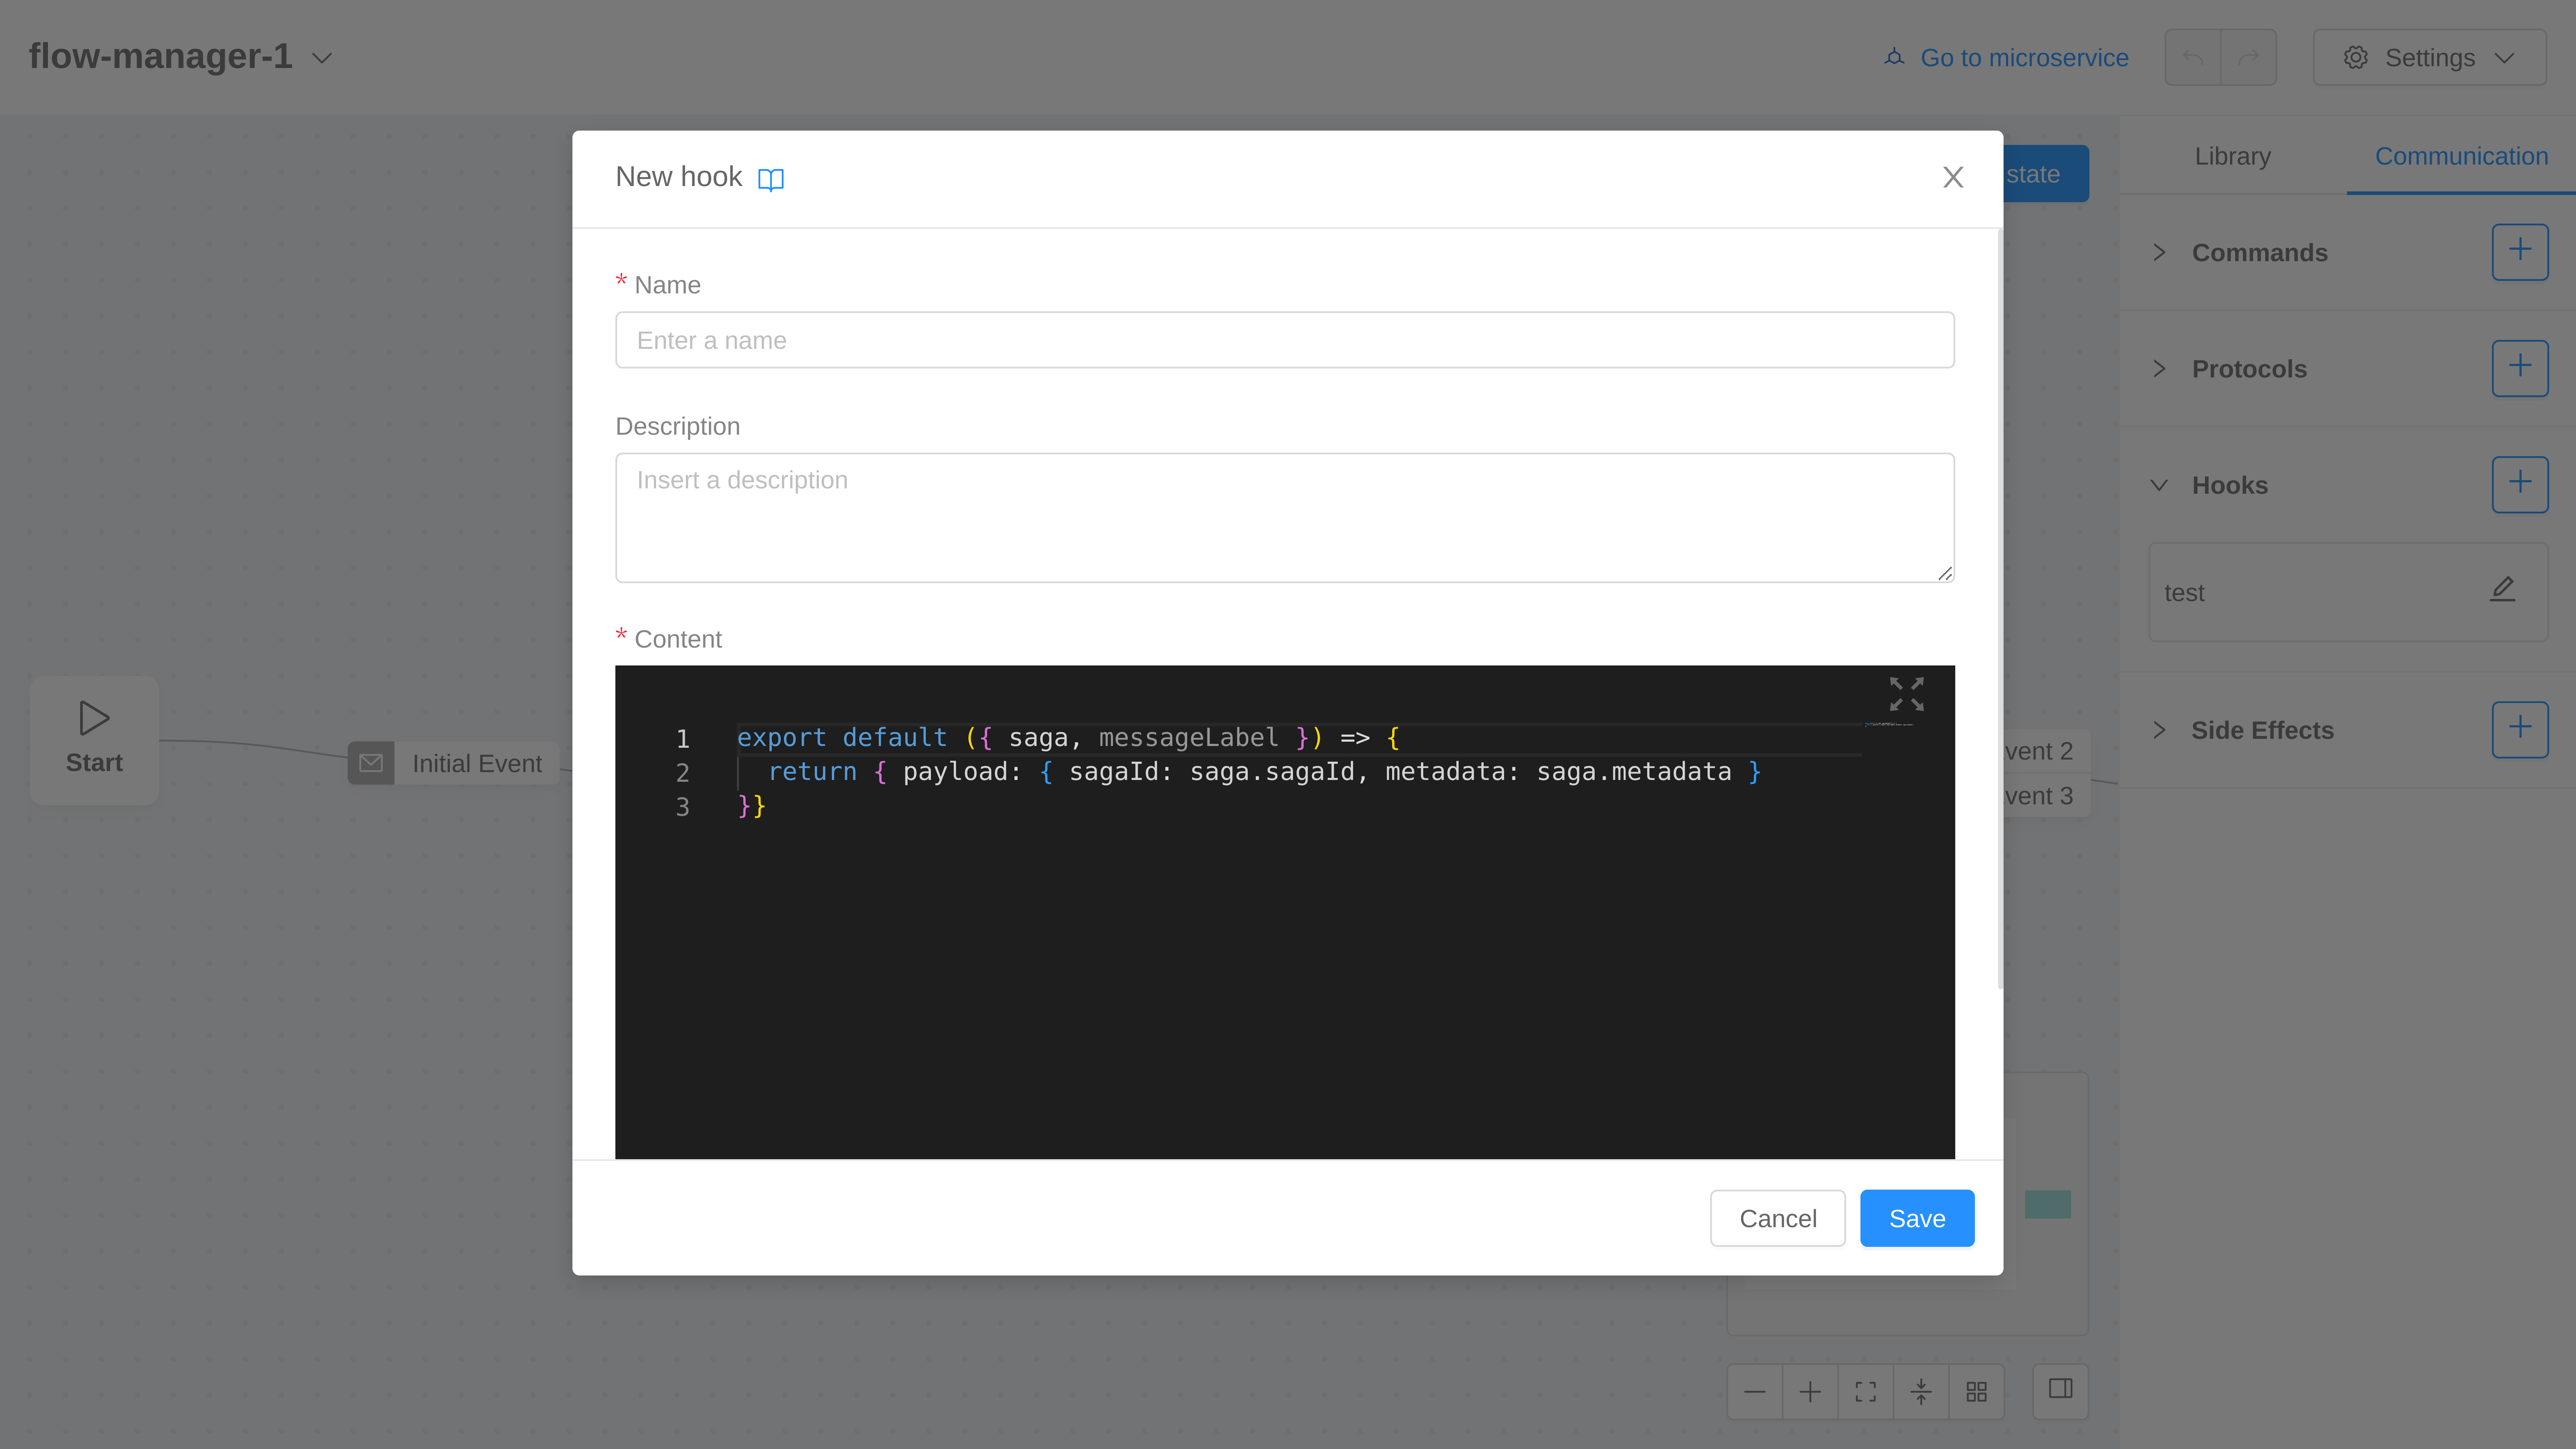 flow-manager-1
Go to microservice
Settings
New hook
state
Library
Communication
* Name
Enter a name
Description
Insert a description
* Content
1 export default ({ saga, messageLabel }) => {
2 return { payload: { sagaId: saga.sagaId, metadata: saga.metadata }
3 }}
Cancel
Save
Start
Initial Event
vent 2
vent 3
Commands
Protocols
Hooks
test
Side Effects